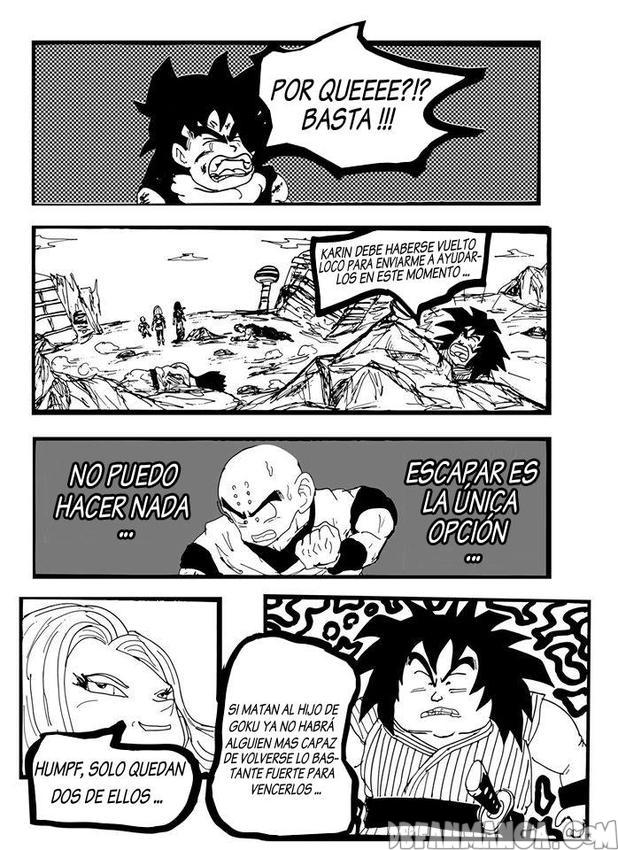 POR QUEEEE?!?
BASTA !!!
KARIN DEBE HABERSE VUELTO
LOCO PARA ENVIARME A AYUDAR-
LOS EN ESTE MOMENTO ...
NO PUEDO
HACER NADA
...
ESCAPAR ES
LA ÚNICA
OPCIÓN
...
HUMPF, SOLO QUEDAN
DOS DE ELLOS ...
SI MATAN AL HIJO DE
GOKU YA NO HABRÁ
ALGUIEN MAS CAPAZ
DE VOLVERSE LO BAS-
TANTE FUERTE PARA
VENCERLOS ...
DBFANMANGA.COM